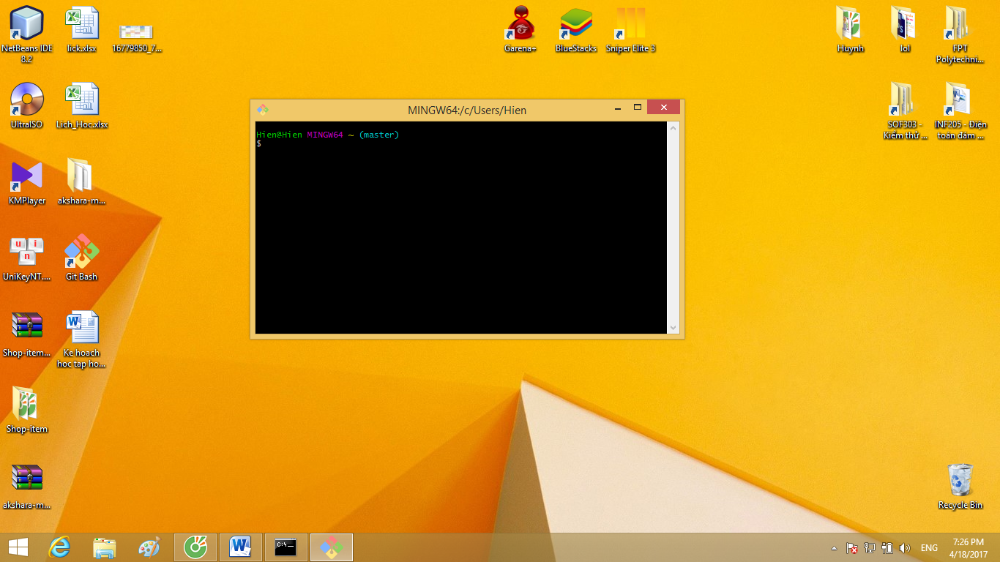 NetBeans IDE
8.2
lick.xlsx
16779850_7...
Garena+
BlueStacks
Sniper Elite 3
Huynh
lol
FPT
Polytechni...
UltraISO
Lich_Hoc.xlsx
SOF303 -
Kiểm thử ...
INF205 - Điện
toán đám ...
MINGW64:/c/Users/Hien
Hien@Hien MINGW64 ~ (master)
$
KMPlayer
akshara-m...
UniKeyNT....
Git Bash
Shop-item...
Ke hoach
hoc tap ho...
Shop-item
akshara-m...
Recycle Bin
ENG
7:26 PM
4/18/2017